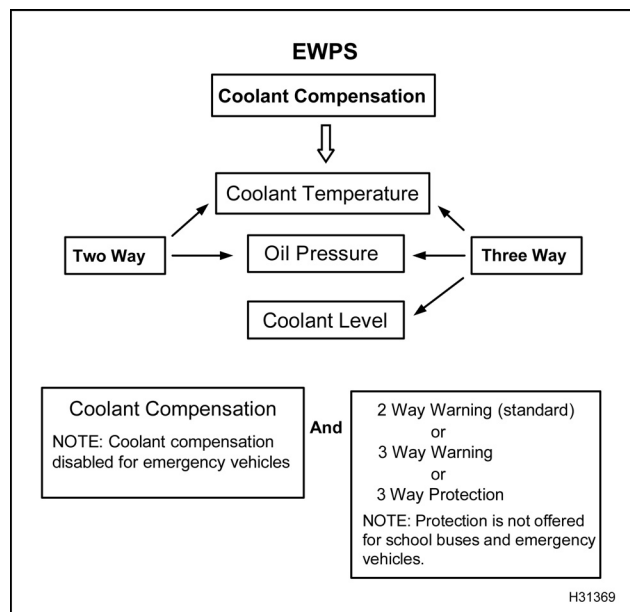 EWPS
Coolant Compensation
Coolant Temperature
Two Way
Oil Pressure
Three Way
Coolant Level
Coolant Compensation
NOTE: Coolant compensation
disabled for emergency vehicles
And
2 Way Warning (standard)
or
3 Way Warning
or
3 Way Protection
NOTE: Protection is not offered
for school buses and emergency
vehicles.
H31369